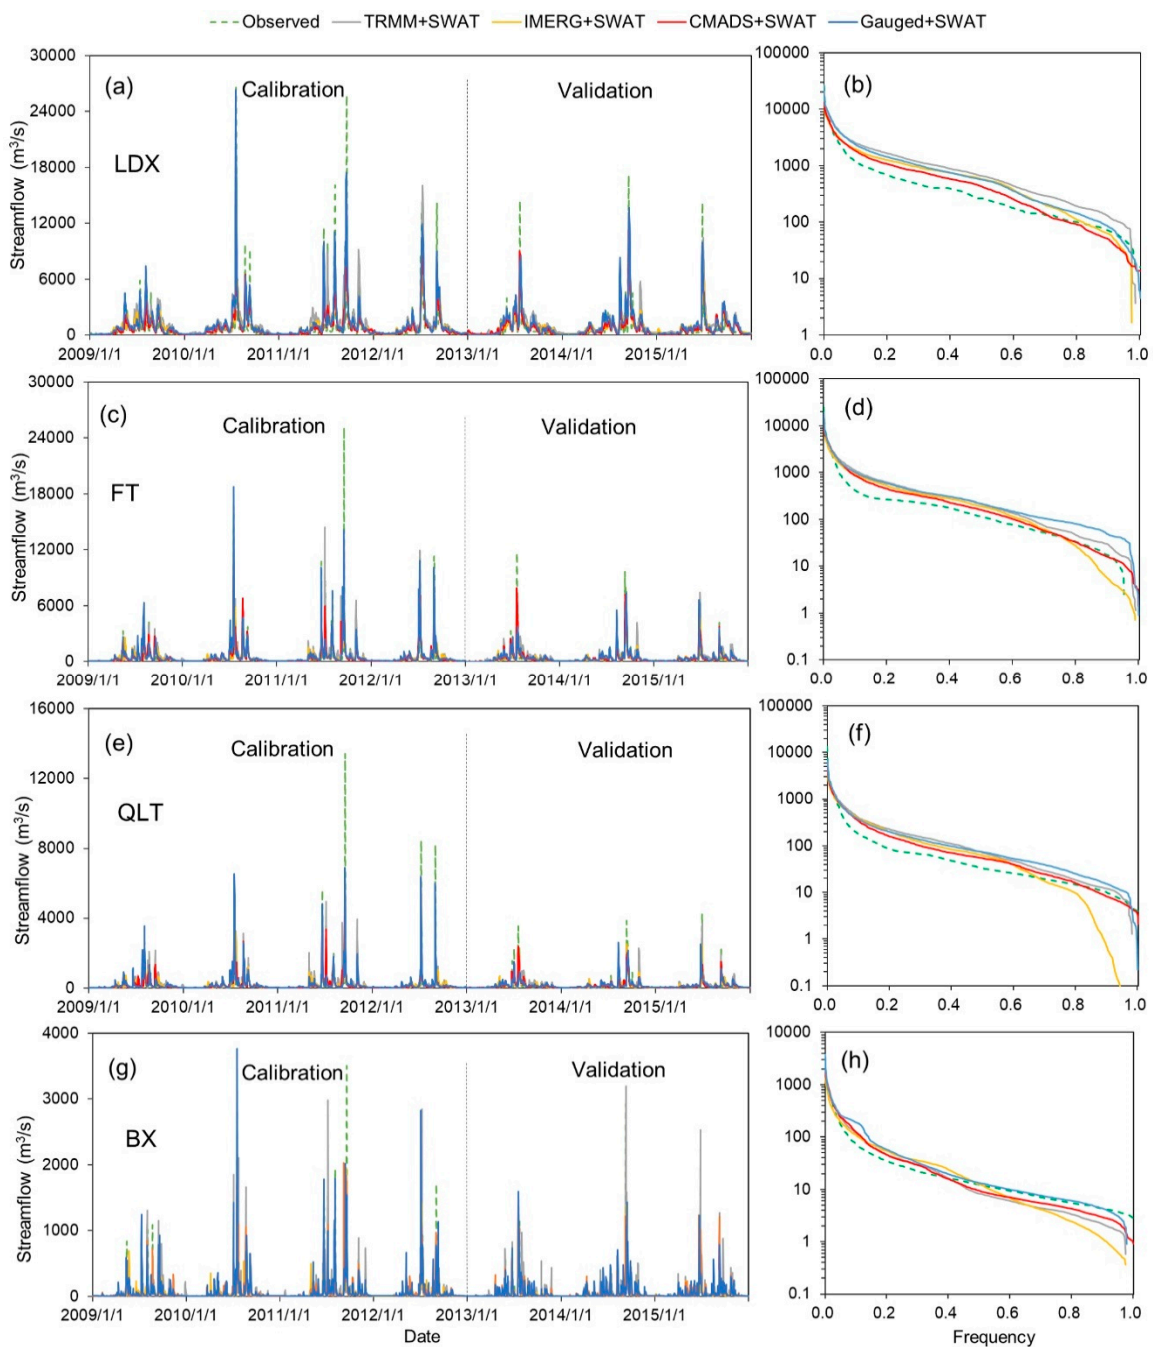 Observed TRMM+SWAT IMERG+SWAT CMADS+SWAT Gauged+SWAT
(a)
Calibration
Validation
LDX
Streamflow (m³/s)
30000
24000
18000
12000
6000
0
2009/1/1 2010/1/1 2011/1/1 2012/1/1 2013/1/1 2014/1/1 2015/1/1
(b)
100000
10000
1000
100
10
1
0.0 0.2 0.4 0.6 0.8 1.0
(c)
Calibration
Validation
FT
Streamflow (m³/s)
30000
24000
18000
12000
6000
0
2009/1/1 2010/1/1 2011/1/1 2012/1/1 2013/1/1 2014/1/1 2015/1/1
(d)
100000
10000
1000
100
10
1
0.1
0.0 0.2 0.4 0.6 0.8 1.0
(e)
Calibration
Validation
QLT
Streamflow (m³/s)
16000
12000
8000
4000
0
2009/1/1 2010/1/1 2011/1/1 2012/1/1 2013/1/1 2014/1/1 2015/1/1
(f)
100000
10000
1000
100
10
1
0.1
0.0 0.2 0.4 0.6 0.8 1.0
(g)
Calibration
Validation
BX
Streamflow (m³/s)
4000
3000
2000
1000
0
2009/1/1 2010/1/1 2011/1/1 2012/1/1 2013/1/1 2014/1/1 2015/1/1
Date
(h)
10000
1000
100
10
1
0.1
0.0 0.2 0.4 0.6 0.8 1.0
Frequency